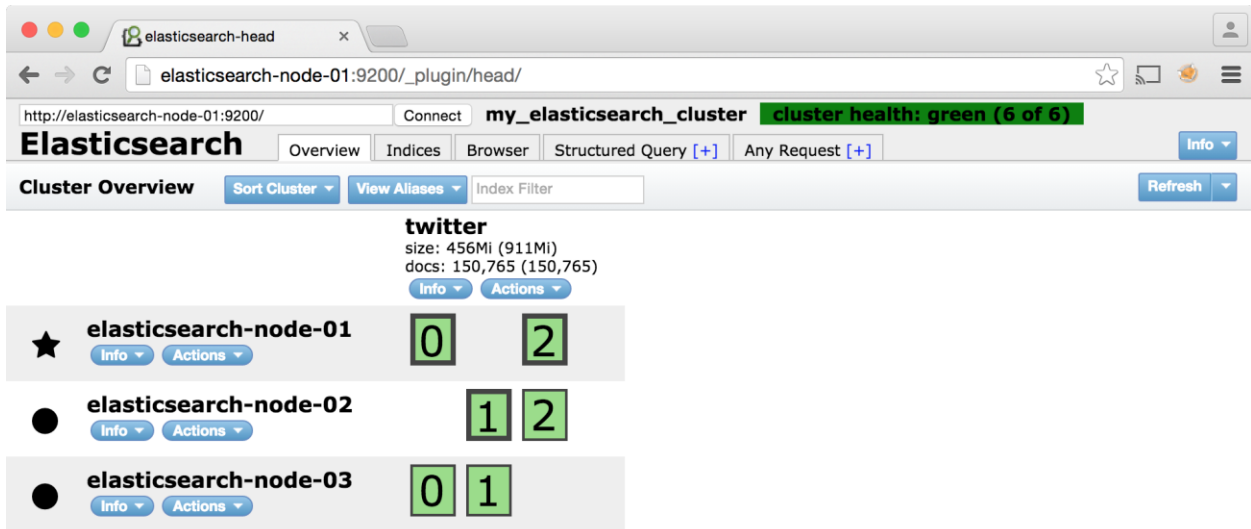 elasticsearch-head
elasticsearch-node-01:9200/_plugin/head/
http://elasticsearch-node-01:9200/ Connect my_elasticsearch_cluster cluster health: green (6 of 6)
Elasticsearch Overview Indices Browser Structured Query [+] Any Request [+] Info
Cluster Overview Sort Cluster View Aliases Index Filter Refresh
twitter
size: 456Mi (911Mi)
docs: 150,765 (150,765)
Info Actions
elasticsearch-node-01 0 2
Info Actions
elasticsearch-node-02 1 2
Info Actions
elasticsearch-node-03 0 1
Info Actions